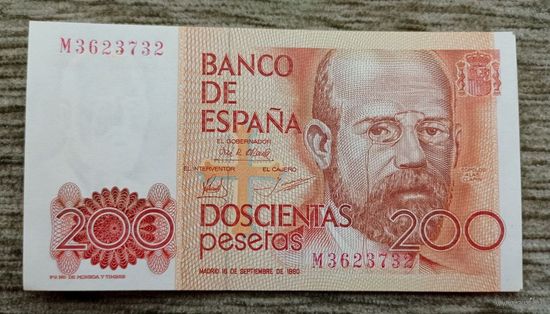 M3623732
BANCO
DE
ESPAÑA
EL GOBERNADOR
EL INTERVENTOR EL CAJERO
200 DOSCIENTAS 200
pesetas
MADRID 16 DE SEPTIEMBRE DE 1980
M3623732